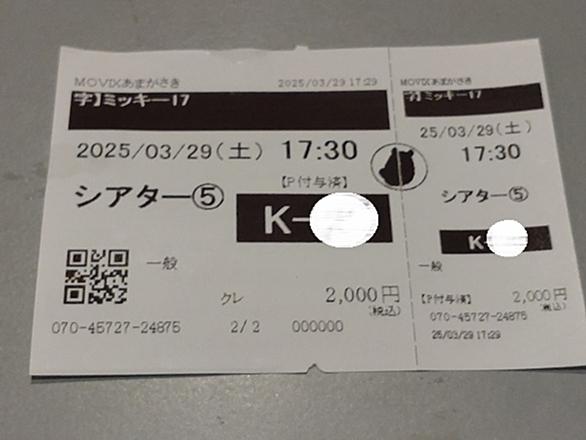 MOVIXあまがさき 2025/03/29 17:29
字】ミッキー17
2025/03/29(土) 17:30
【P付与済】
シアター⑤
K-
一般
クレ 2,000円
(税込)
070-45727-24875 2/2 000000
MOVIXあまがさき
字】ミッキー17
25/03/29(土)
17:30
シアター⑤
K-
一般
【P付与済】 2,000円
(税込)
070-45727-24875
25/03/29 17:29